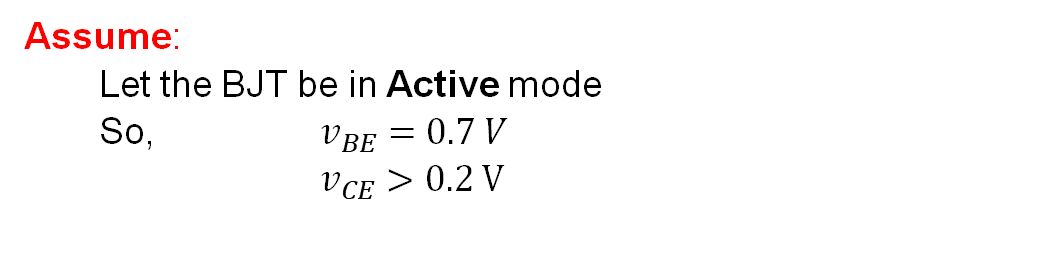 Assume:
Let the BJT be in Active mode
So, v_BE = 0.7 V
v_CE > 0.2 V